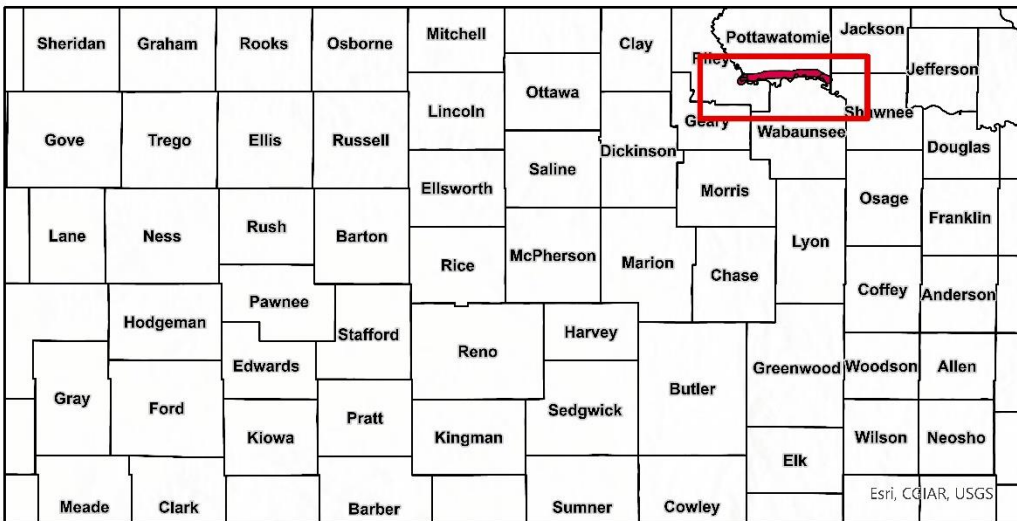 Sheridan
Graham
Rooks
Osborne
Mitchell
Clay
Pottawatomie
Jackson
Riley
Jefferson
Ottawa
Lincoln
Gove
Trego
Ellis
Russell
Geary
Shawnee
Wabaunsee
Dickinson
Douglas
Saline
Ellsworth
Morris
Osage
Franklin
Lane
Ness
Rush
Barton
Lyon
McPherson
Rice
Marion
Chase
Coffey
Anderson
Pawnee
Hodgeman
Stafford
Harvey
Reno
Edwards
Greenwood
Woodson
Allen
Gray
Ford
Butler
Sedgwick
Pratt
Kiowa
Kingman
Wilson
Neosho
Elk
Esri, CGIAR, USGS
Meade
Clark
Barber
Sumner
Cowley